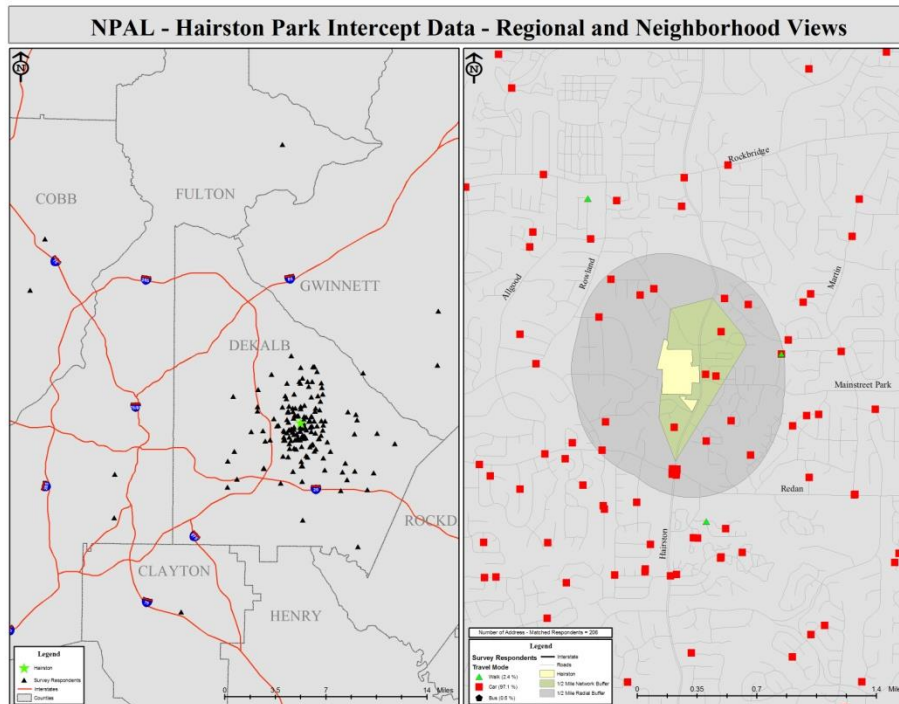 NPAL - Hairston Park Intercept Data - Regional and Neighborhood Views
N
COBB
FULTON
GWINNETT
DEKALB
ROCKD
CLAYTON
HENRY
Legend
Hairston
Survey Respondents
Interstates
Counties
Miles
0 3.5 7 14
N
Rockbridge
Allgood
Rowland
Martin
Mainstreet Park
Redan
Hairston
Number of Address - Matched Respondents = 206
Legend
Survey Respondents
Travel Mode
Walk (2.4 %)
Car (97.1 %)
Bus (0.5 %)
Interstate
Roads
Hairston
1/2 Mile Network Buffer
1/2 Mile Radial Buffer
Miles
0 0.35 0.7 1.4